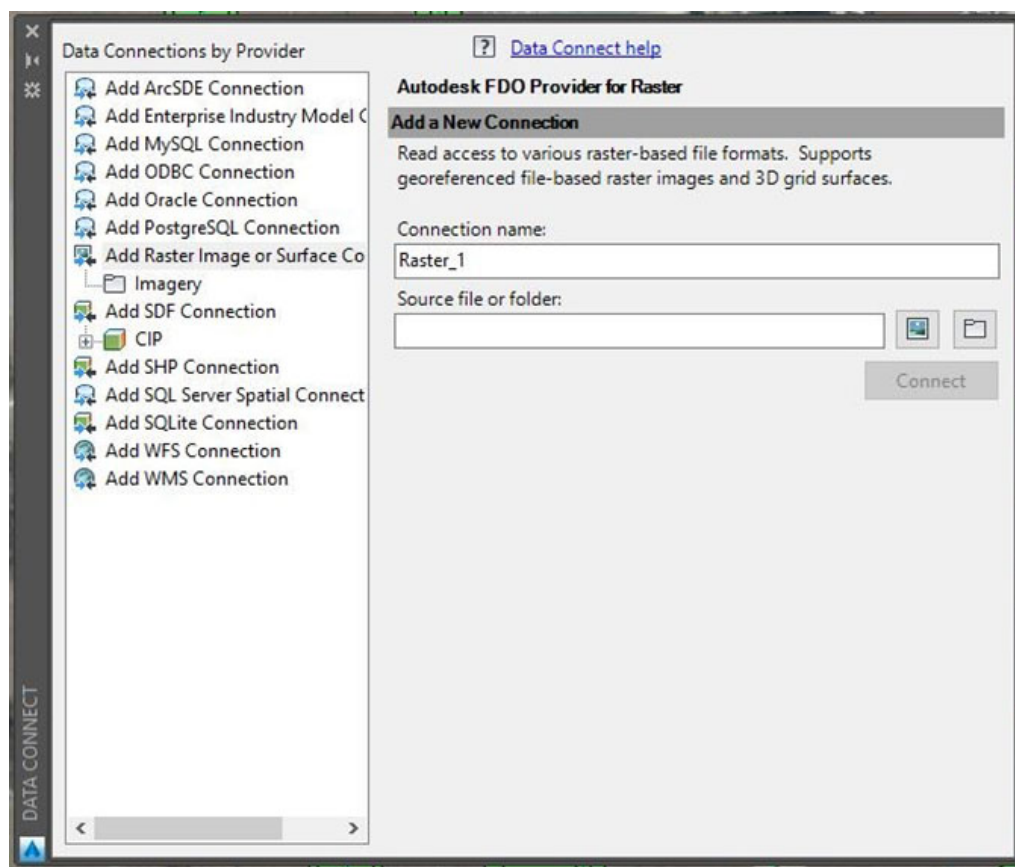 Data Connections by Provider
? Data Connect help
Add ArcSDE Connection
Add Enterprise Industry Model C
Add MySQL Connection
Add ODBC Connection
Add Oracle Connection
Add PostgreSQL Connection
Add Raster Image or Surface Co
Imagery
Add SDF Connection
CIP
Add SHP Connection
Add SQL Server Spatial Connect
Add SQLite Connection
Add WFS Connection
Add WMS Connection
Autodesk FDO Provider for Raster
Add a New Connection
Read access to various raster-based file formats. Supports
georeferenced file-based raster images and 3D grid surfaces.
Connection name:
Raster_1
Source file or folder:
Connect
DATA CONNECT